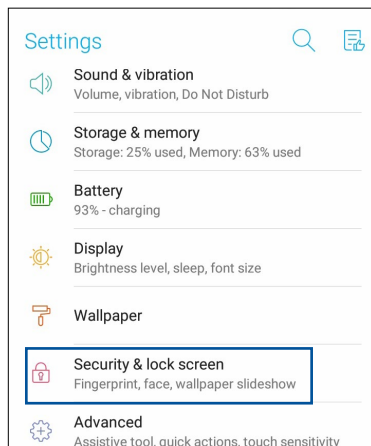 Settings
Sound & vibration
Volume, vibration, Do Not Disturb
Storage & memory
Storage: 25% used, Memory: 63% used
Battery
93% - charging
Display
Brightness level, sleep, font size
Wallpaper
Security & lock screen
Fingerprint, face, wallpaper slideshow
Advanced
Assistive tool, quick actions, touch sensitivity